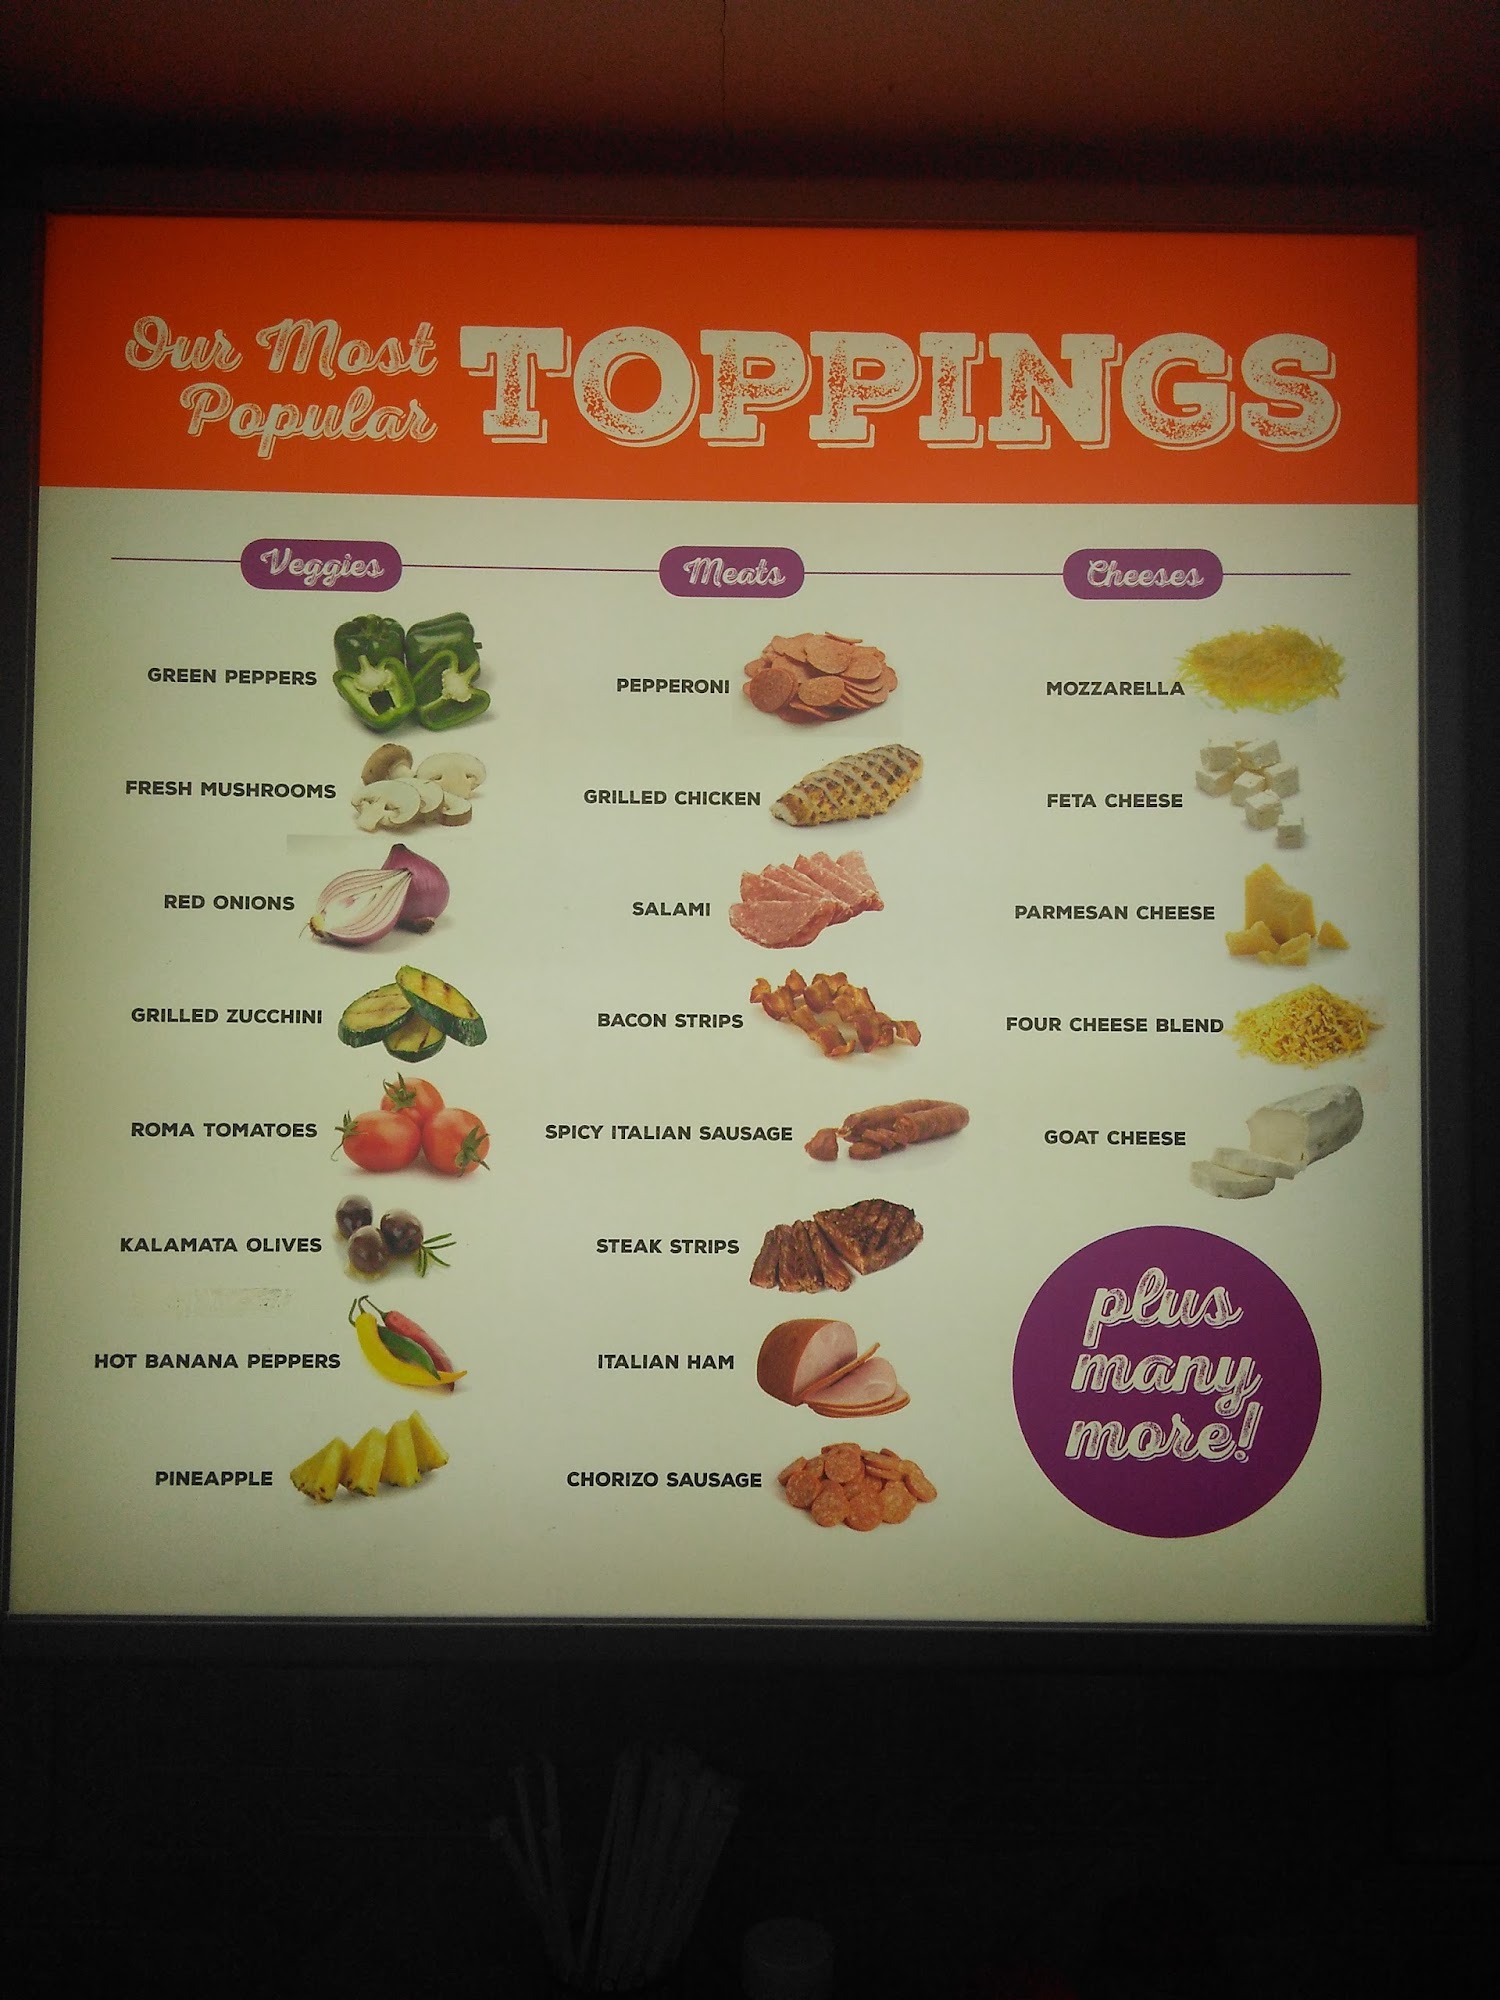 Our Most
Popular
TOPPINGS
Veggies
GREEN PEPPERS
FRESH MUSHROOMS
RED ONIONS
GRILLED ZUCCHINI
ROMA TOMATOES
KALAMATA OLIVES
HOT BANANA PEPPERS
PINEAPPLE
Meats
PEPPERONI
GRILLED CHICKEN
SALAMI
BACON STRIPS
SPICY ITALIAN SAUSAGE
STEAK STRIPS
ITALIAN HAM
CHORIZO SAUSAGE
Cheeses
MOZZARELLA
FETA CHEESE
PARMESAN CHEESE
FOUR CHEESE BLEND
GOAT CHEESE
plus
many
more!